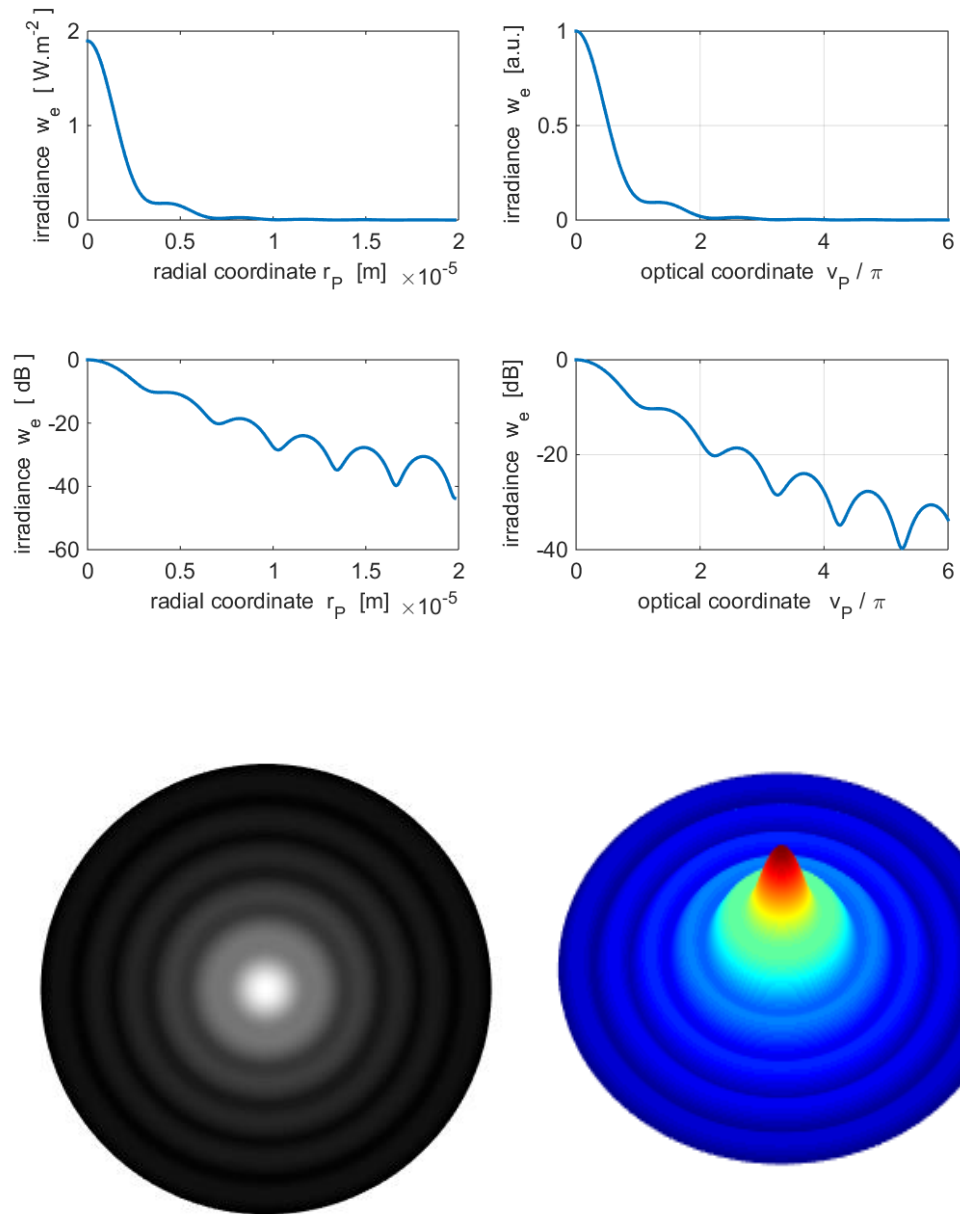 irradiance w_e [ W.m^-2 ]
2
1
0
0 0.5 1 1.5 2
radial coordinate r_P [m] ×10^-5
irradiance w_e [a.u.]
1
0.5
0
0 2 4 6
optical coordinate v_P / π
irradiance w_e [ dB ]
0
-20
-40
-60
0 0.5 1 1.5 2
radial coordinate r_P [m] ×10^-5
irradaince w_e [dB]
0
-20
-40
0 2 4 6
optical coordinate v_P / π